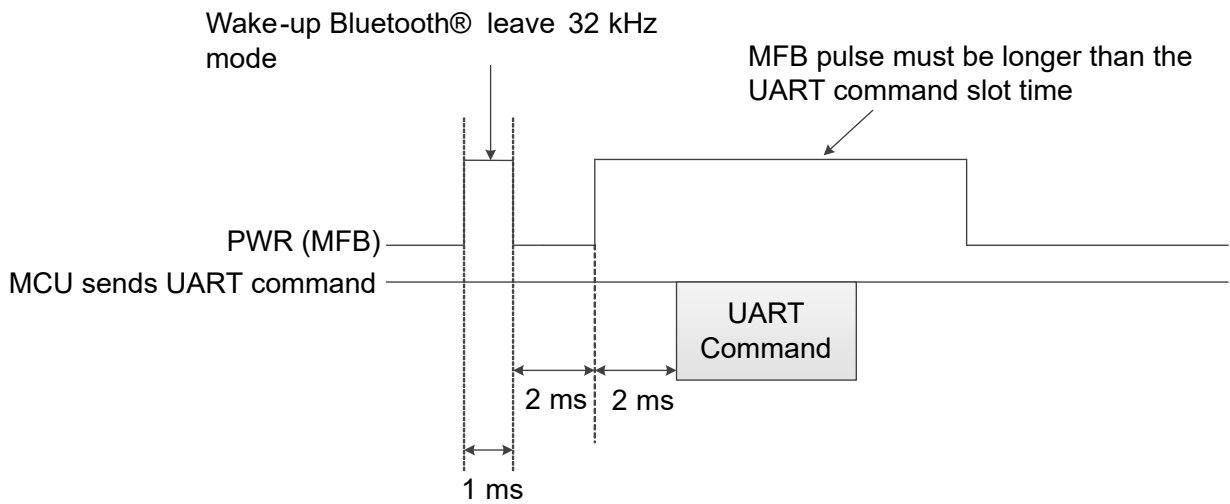 Wake-up Bluetooth® leave 32 kHz
mode
MFB pulse must be longer than the
UART command slot time
PWR (MFB)
MCU sends UART command
UART
Command
2 ms
2 ms
1 ms